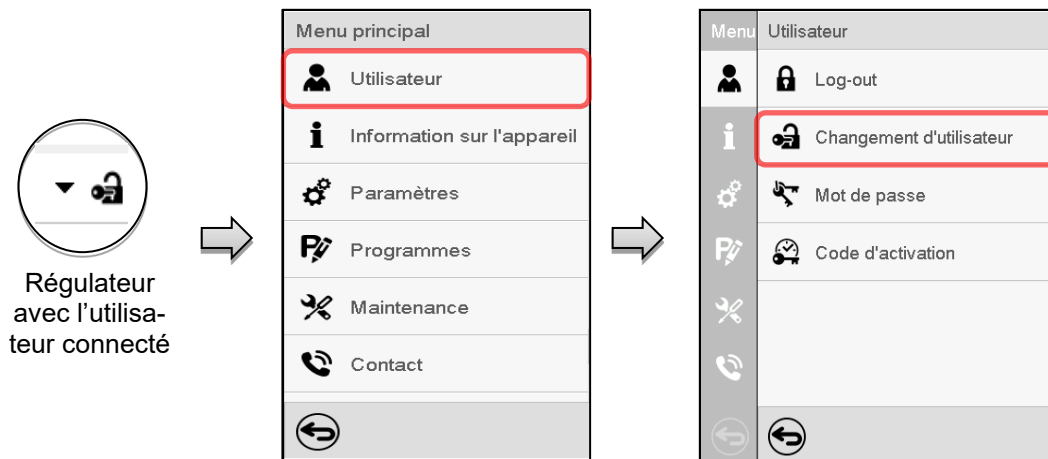 Régulateur
avec l’utilisa-
teur connecté
Menu principal
Utilisateur
Information sur l'appareil
Paramètres
Programmes
Maintenance
Contact
Menu
Utilisateur
Log-out
Changement d'utilisateur
Mot de passe
Code d'activation